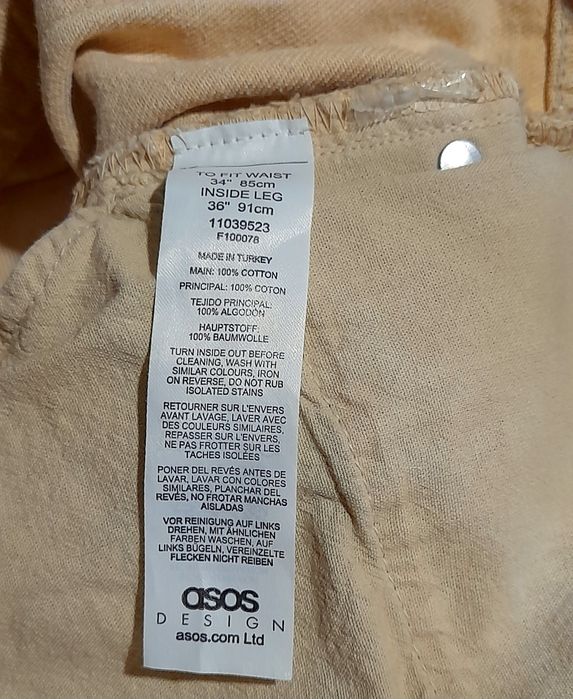 TO FIT WAIST
34" 85cm
INSIDE LEG
36" 91cm
11039523
F100078
MADE IN TURKEY
MAIN: 100% COTTON
PRINCIPAL: 100% COTON
TEJIDO PRINCIPAL:
100% ALGODÓN
HAUPTSTOFF:
100% BAUMWOLLE
TURN INSIDE OUT BEFORE
CLEANING, WASH WITH
SIMILAR COLOURS, IRON
ON REVERSE, DO NOT RUB
ISOLATED STAINS
RETOURNER SUR L'ENVERS
AVANT LAVAGE, LAVER AVEC
DES COULEURS SIMILAIRES,
REPASSER SUR L'ENVERS,
NE PAS FROTTER SUR LES
TACHES ISOLÉES
PONER DEL REVÉS ANTES DE
LAVAR, LAVAR CON COLORES
SIMILARES, PLANCHAR DEL
REVÉS, NO FROTAR MANCHAS
AISLADAS
VOR REINIGUNG AUF LINKS
DREHEN, MIT ÄHNLICHEN
FARBEN WASCHEN, AUF
LINKS BÜGELN, VEREINZELTE
FLECKEN NICHT REIBEN
asos
DESIGN
asos.com Ltd